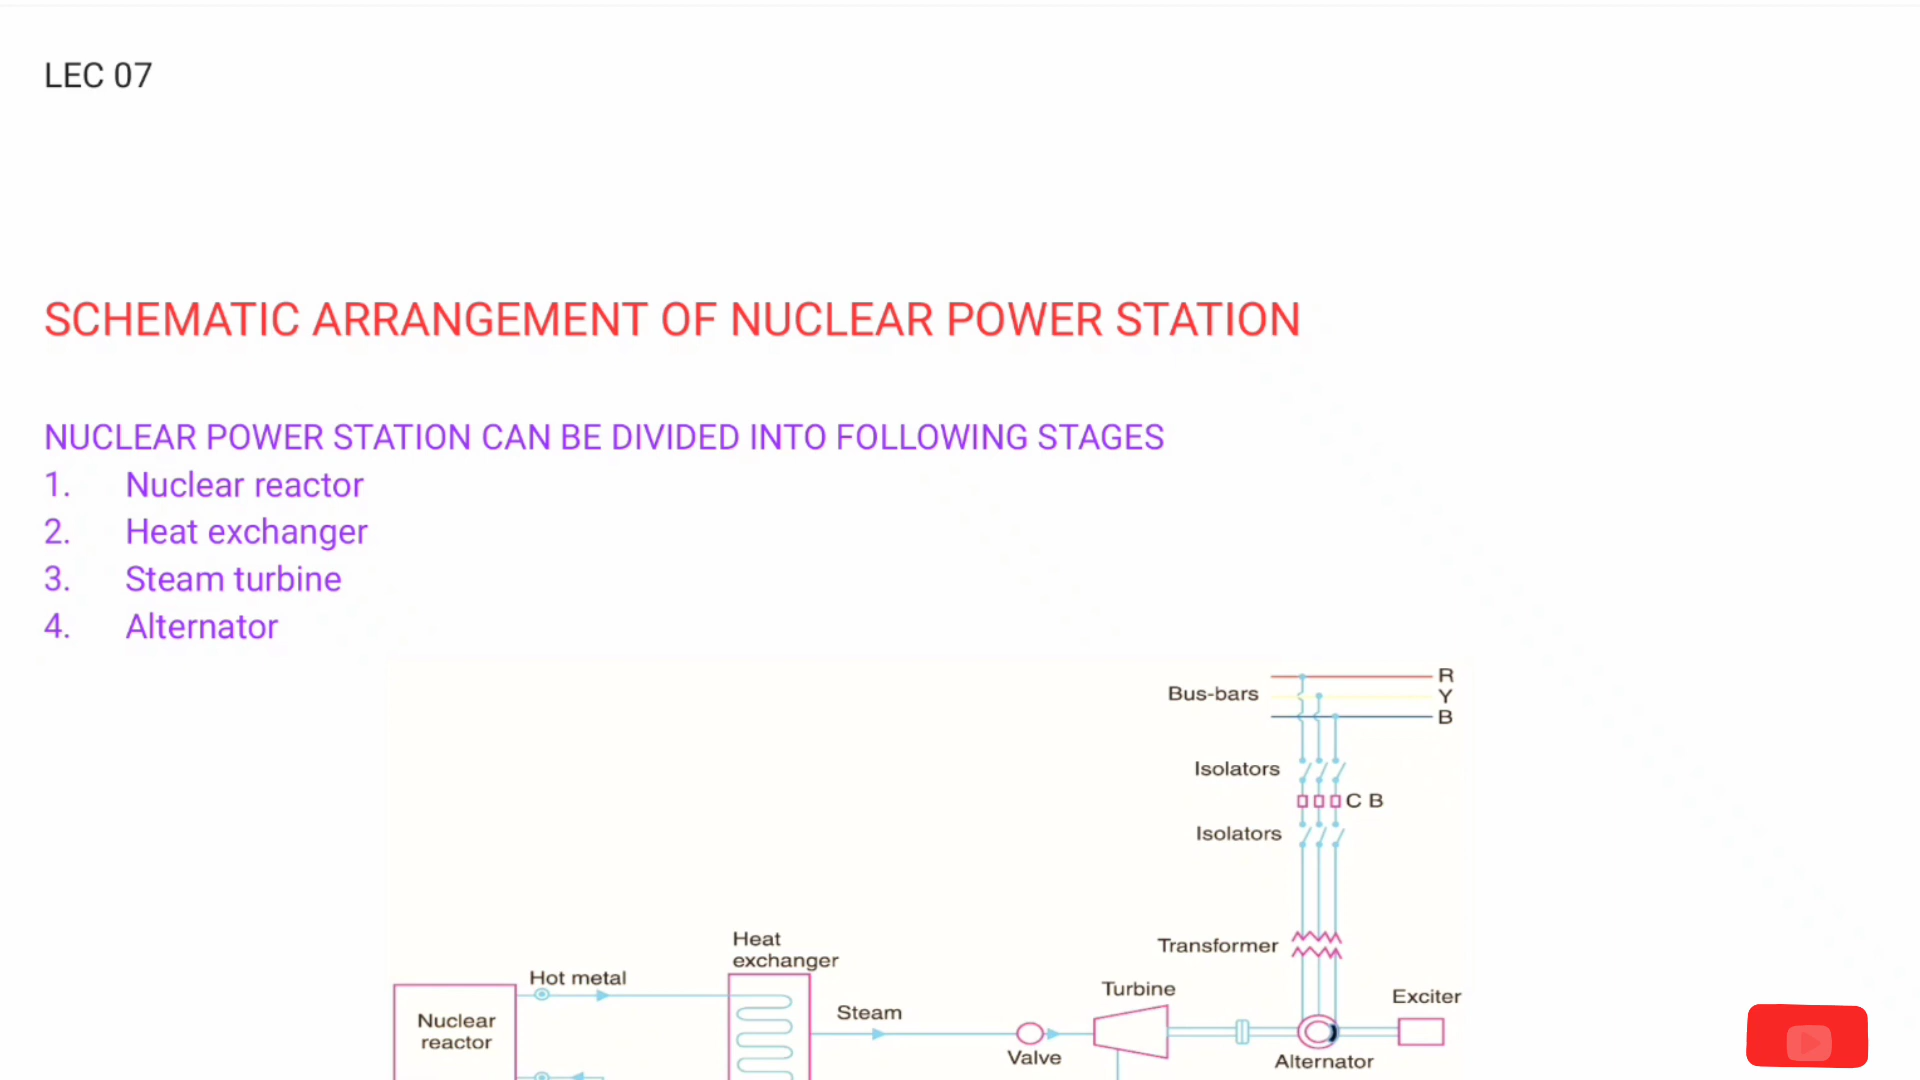 LEC 07
SCHEMATIC ARRANGEMENT OF NUCLEAR POWER STATION
NUCLEAR POWER STATION CAN BE DIVIDED INTO FOLLOWING STAGES
1. Nuclear reactor
2. Heat exchanger
3. Steam turbine
4. Alternator
R
Bus-bars
Y
B
Isolators
C B
Isolators
Heat
exchanger
Transformer
Hot metal
Turbine
Exciter
Steam
Nuclear
reactor
Valve
Alternator